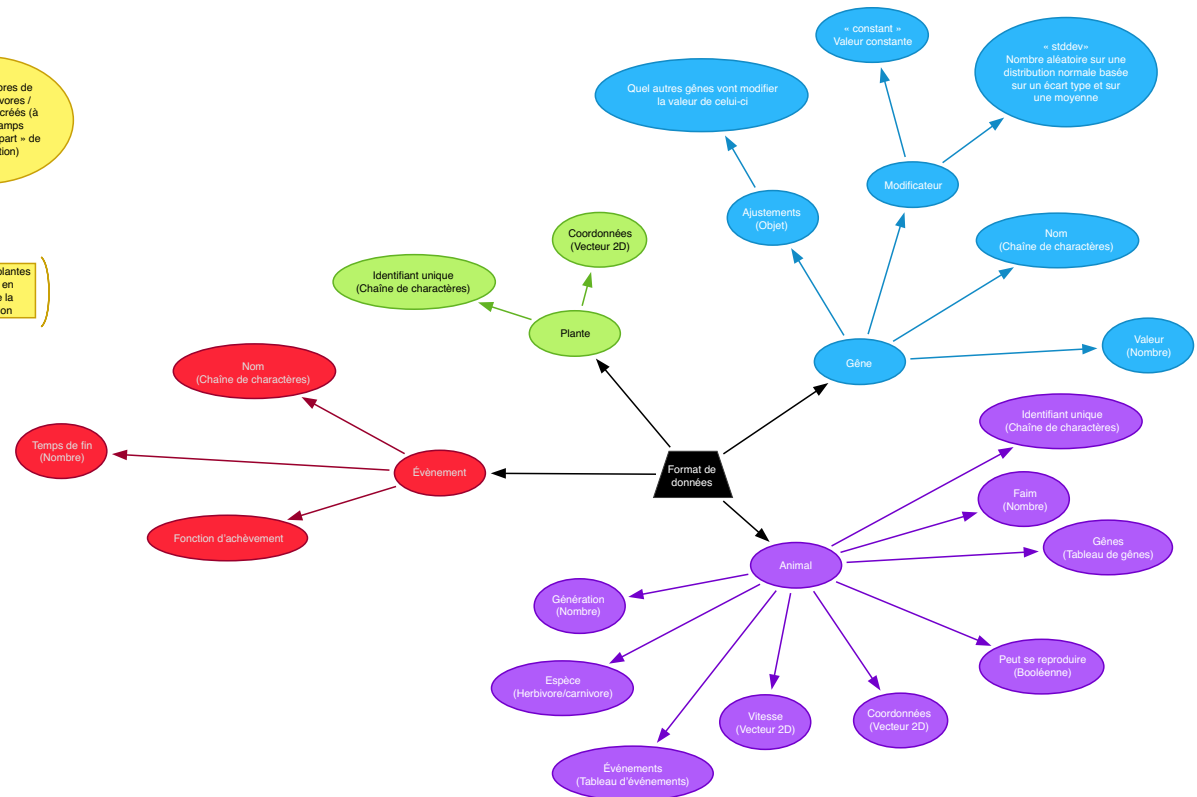 « constant »
Valeur constante
« stddev»
Nombre aléatoire sur une
distribution normale basée
sur un écart type et sur
une moyenne
Quel autres gênes vont modifier
la valeur de celui-ci
Modificateur
Ajustements
(Objet)
Nom
(Chaîne de charactères)
Valeur
(Nombre)
Gêne
Coordonnées
(Vecteur 2D)
Identifiant unique
(Chaîne de charactères)
Plante
bres de
vores /
créés (à
amps
part » de
tion)
plantes
en
e la
on
Nom
(Chaîne de charactères)
Temps de fin
(Nombre)
Évènement
Fonction d'achèvement
Format de
données
Identifiant unique
(Chaîne de charactères)
Faim
(Nombre)
Gênes
(Tableau de gênes)
Animal
Génération
(Nombre)
Espèce
(Herbivore/carnivore)
Événements
(Tableau d'événements)
Vitesse
(Vecteur 2D)
Coordonnées
(Vecteur 2D)
Peut se reproduire
(Booléenne)